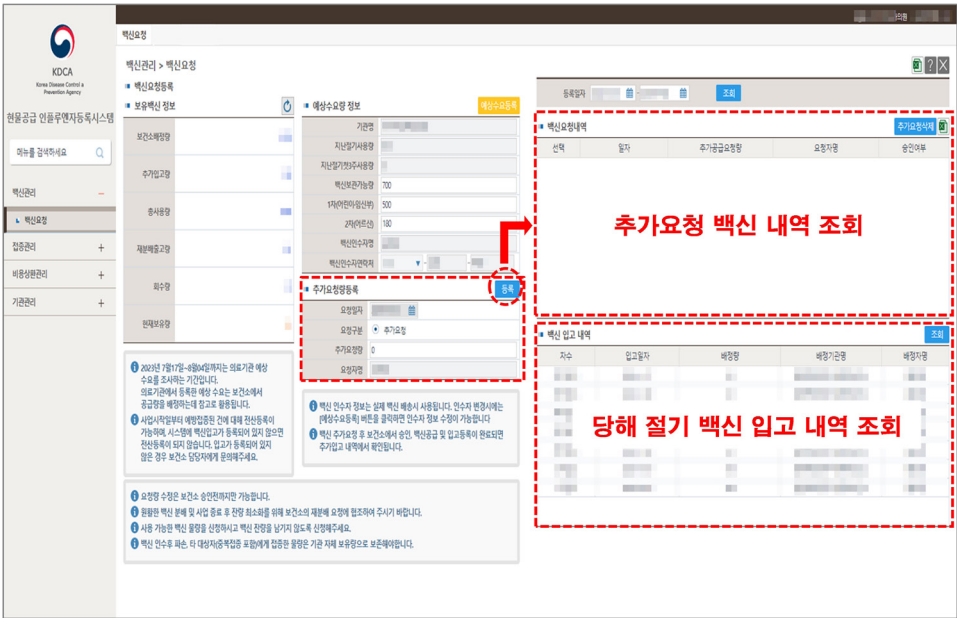 의원
백신요청
KDCA
Korea Disease Control &
Prevention Agency
현물공급 인플루엔자등록시스템
메뉴를 검색하세요
백신관리 −
백신요청
접종관리 +
비용상환관리 +
기관관리 +
백신관리 > 백신요청
백신요청등록
보유백신 정보
보건소배정량
추가입고량
총사용량
재분배출고량
회수량
현재보유량
예상수요량 정보
예상수요등록
기관명
지난절기사용량
지난절기첫3주사용량
백신보관가능량 700
1차(어린이·임신부) 500
2차(어르신) 180
백신인수자명
백신인수자연락처
추가요청량등록
등록
요청일자
요청구분 추가요청
추가요청량 0
요청자명
2023년 7월17일~8월04일까지는 의료기관 예상
수요를 조사하는 기간입니다.
의료기관에서 등록한 예상 수요는 보건소에서
공급량을 배정하는데 참고로 활용됩니다.
사업시작일부터 예방접종된 건에 대해 전산등록이
가능하며, 시스템에 백신입고가 등록되어 있지 않으면
전산등록이 되지 않습니다. 입고가 등록되어 있지
않은 경우 보건소 담당자에게 문의해주세요.
백신 인수자 정보는 실제 백신 배송시 사용됩니다. 인수자 변경시에는
[예상수요등록] 버튼을 클릭하면 인수자 정보 수정이 가능합니다
백신 추가요청 후 보건소에서 승인, 백신공급 및 입고등록이 완료되면
추가입고 내역에서 확인됩니다.
요청량 수정은 보건소 승인전까지만 가능합니다.
원활한 백신 분배 및 사업 종료 후 잔량 최소화를 위해 보건소의 재분배 요청에 협조하여 주시기 바랍니다.
사용 가능한 백신 물량을 신청하시고 백신 잔량을 남기지 않도록 신청해주세요.
백신 인수후 파손, 타 대상자(중복접종 포함)에게 접종한 물량은 기관 자체 보유량으로 보존해야합니다.
등록일자
조회
백신요청내역
추가요청삭제
선택 일자 추가공급요청량 요청자명 승인여부
추가요청 백신 내역 조회
백신 입고 내역
조회
차수 입고일자 배정량 배정기관명 배정자명
당해 절기 백신 입고 내역 조회